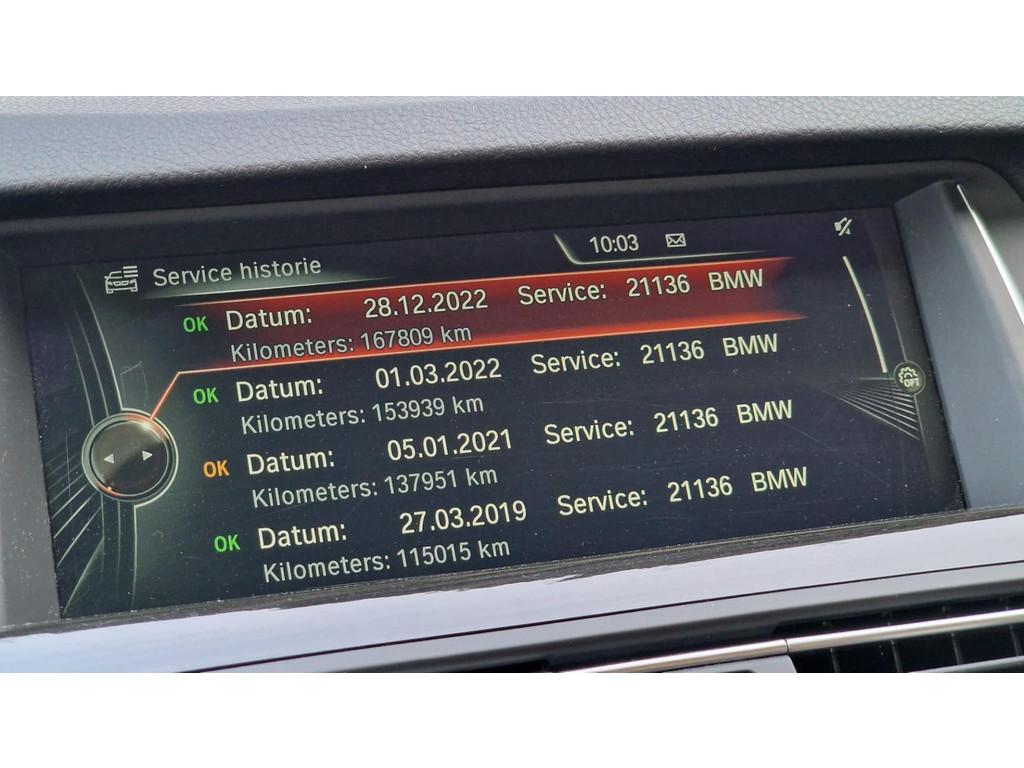 10:03
Service historie
OK Datum: 28.12.2022 Service: 21136 BMW
Kilometers: 167809 km
OK Datum: 01.03.2022 Service: 21136 BMW
Kilometers: 153939 km
OK Datum: 05.01.2021 Service: 21136 BMW
Kilometers: 137951 km
OK Datum: 27.03.2019 Service: 21136 BMW
Kilometers: 115015 km
OPT